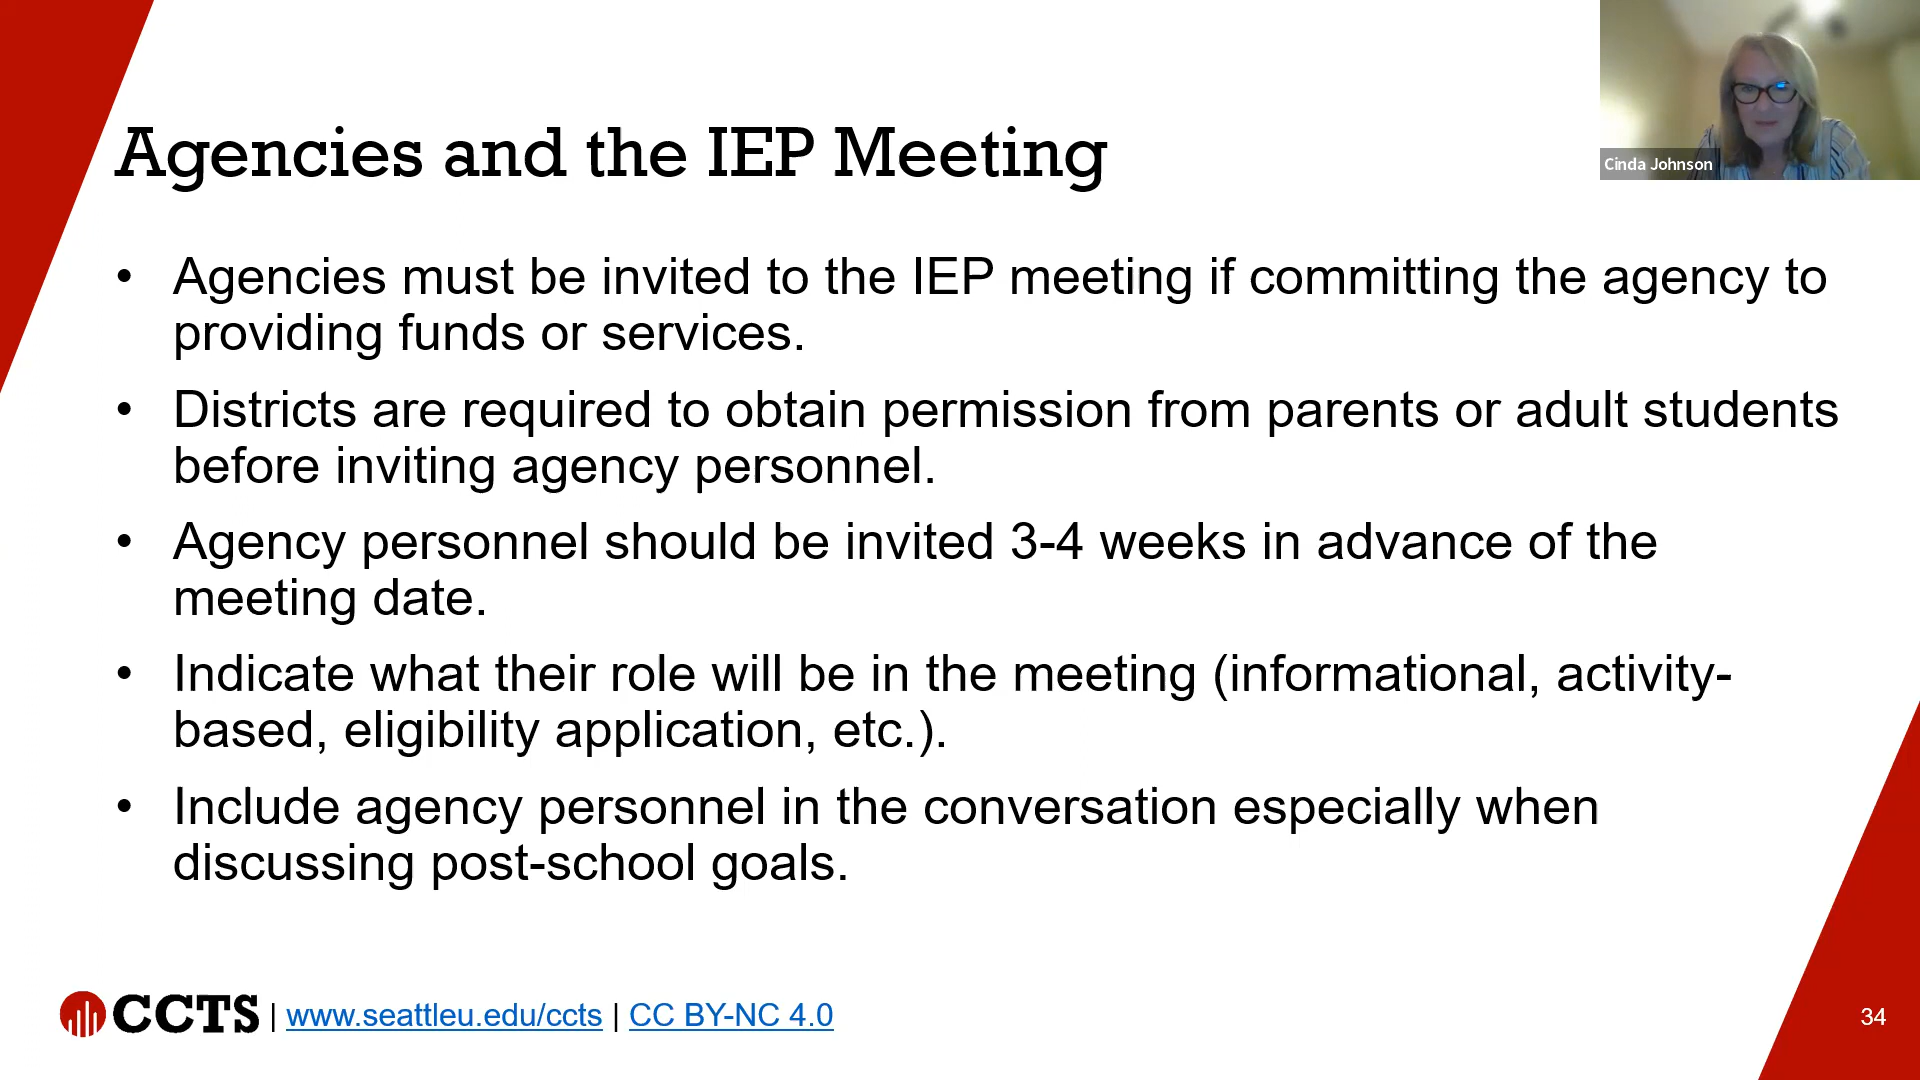 Cinda Johnson
Agencies and the IEP Meeting
• Agencies must be invited to the IEP meeting if committing the agency to
providing funds or services.
• Districts are required to obtain permission from parents or adult students
before inviting agency personnel.
• Agency personnel should be invited 3-4 weeks in advance of the
meeting date.
• Indicate what their role will be in the meeting (informational, activity-
based, eligibility application, etc.).
• Include agency personnel in the conversation especially when
discussing post-school goals.
CCTS | www.seattleu.edu/ccts | CC BY-NC 4.0
34